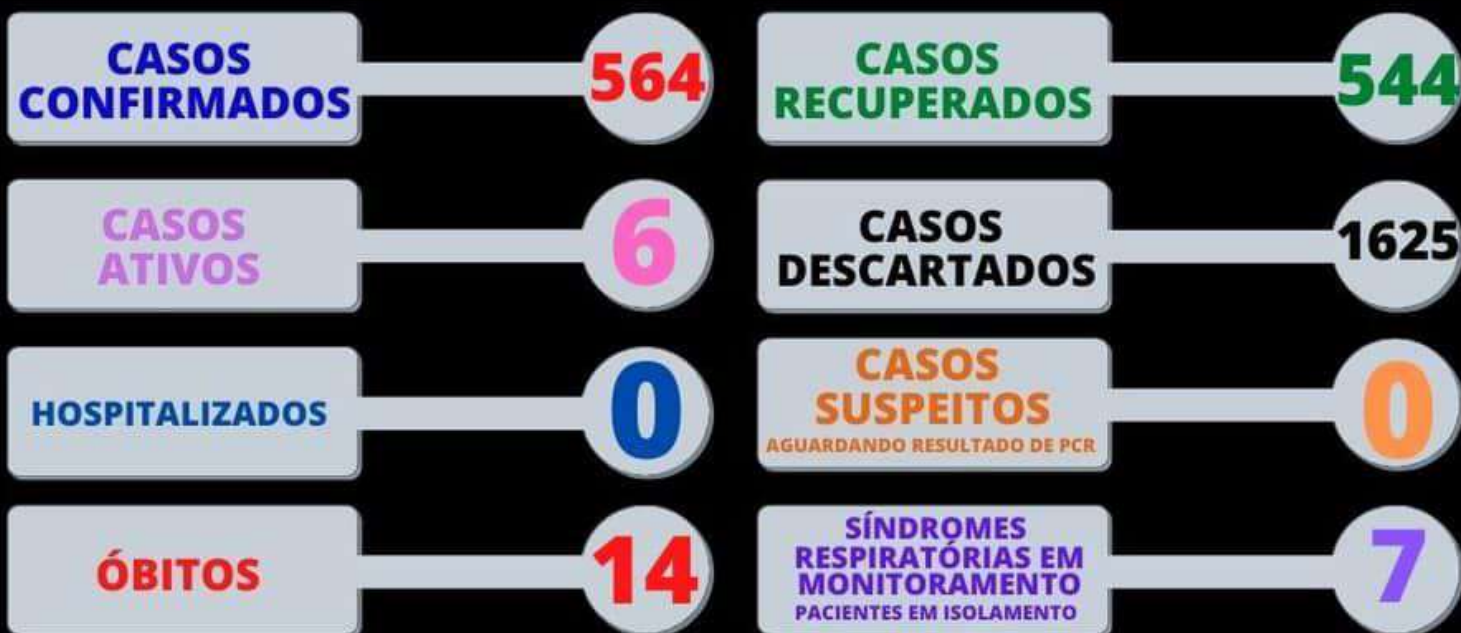 CASOS
CONFIRMADOS
564
CASOS
RECUPERADOS
544
CASOS
ATIVOS
6
CASOS
DESCARTADOS
1625
HOSPITALIZADOS
0
CASOS
SUSPEITOS
AGUARDANDO RESULTADO DE PCR
0
ÓBITOS
14
SÍNDROMES
RESPIRATÓRIAS EM
MONITORAMENTO
PACIENTES EM ISOLAMENTO
7